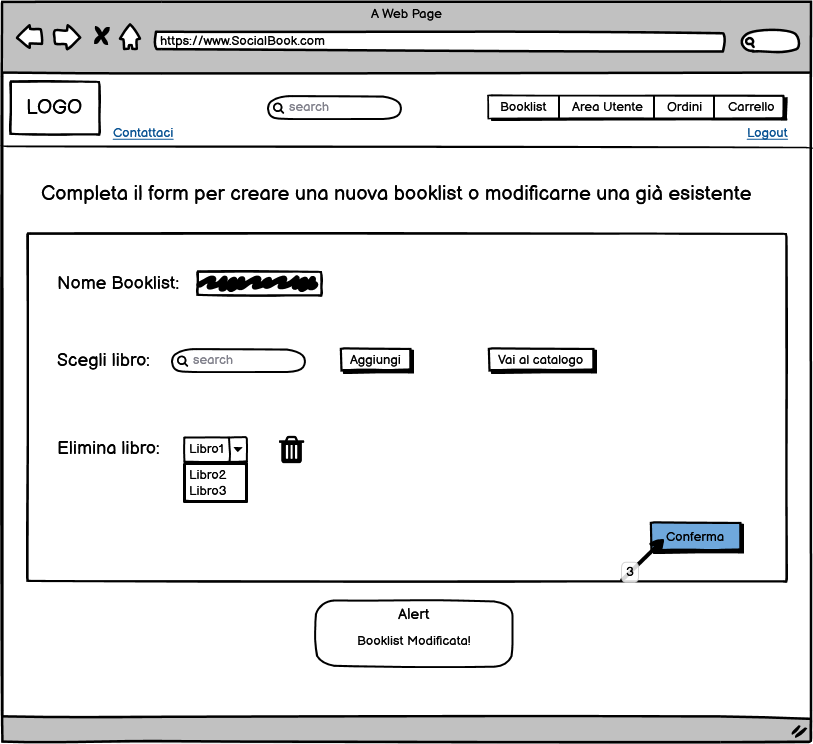 A Web Page
https://www.SocialBook.com
LOGO
search
Booklist Area Utente Ordini Carrello
Contattaci
Logout
Completa il form per creare una nuova booklist o modificarne una già esistente
Nome Booklist:
Scegli libro: search Aggiungi Vai al catalogo
Elimina libro: Libro1
Libro2
Libro3
Conferma
3
Alert
Booklist Modificata!